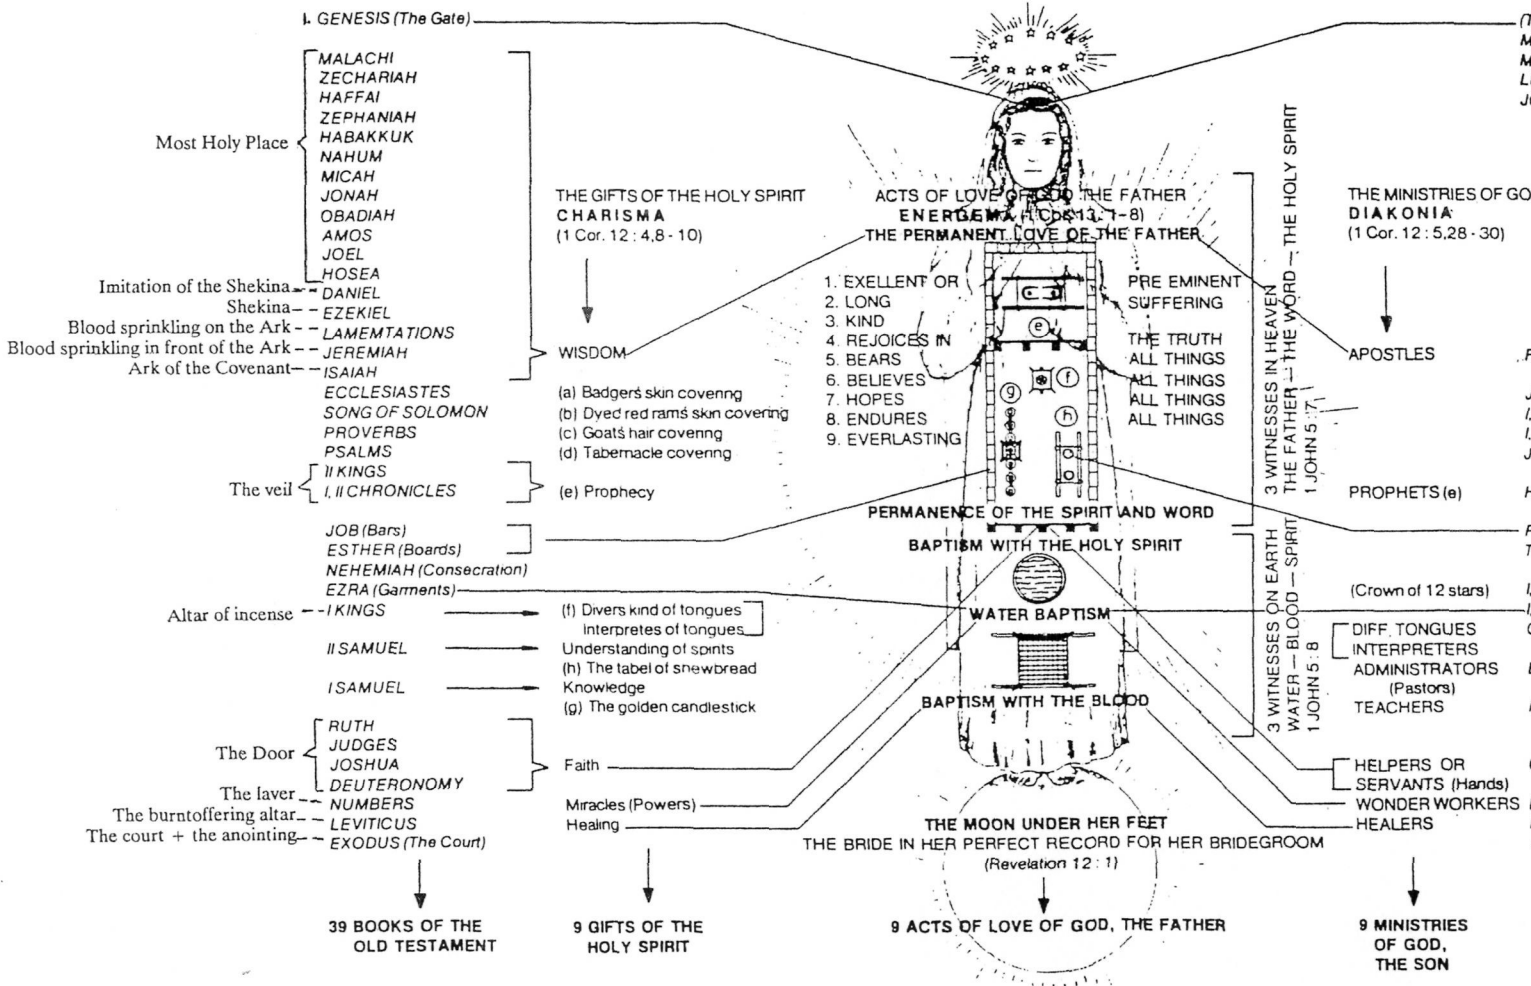 I. GENESIS (The Gate)
MALACHI
ZECHARIAH
HAFFAI
ZEPHANIAH
HABAKKUK
NAHUM
MICAH
JONAH
OBADIAH
AMOS
JOEL
HOSEA
DANIEL
EZEKIEL
LAMEMTATIONS
JEREMIAH
ISAIAH
ECCLESIASTES
SONG OF SOLOMON
PROVERBS
PSALMS
II KINGS
I, II CHRONICLES
JOB (Bars)
ESTHER (Boards)
NEHEMIAH (Consecration)
EZRA (Garments)
I KINGS
II SAMUEL
I SAMUEL
RUTH
JUDGES
JOSHUA
DEUTERONOMY
NUMBERS
LEVITICUS
EXODUS (The Court)
39 BOOKS OF THE
OLD TESTAMENT
Most Holy Place
Imitation of the Shekina
Shekina
Blood sprinkling on the Ark
Blood sprinkling in front of the Ark
Ark of the Covenant
The veil
Altar of incense
The Door
The laver
The burntoffering altar
The court + the anointing
THE GIFTS OF THE HOLY SPIRIT
CHARISMA
(1 Cor. 12 : 4,8 - 10)
WISDOM
(a) Badgers skin covering
(b) Dyed red rams skin covering
(c) Goats hair covering
(d) Tabernacle covering
(e) Prophecy
(f) Divers kind of tongues
Interpretes of tongues
Understanding of spirits
(h) The tabel of snewbread
Knowledge
(g) The golden candlestick
Faith
Miracles (Powers)
Healing
9 GIFTS OF THE
HOLY SPIRIT
ACTS OF LOVE OF GOD THE FATHER
ENERGEMA (1 Cor. 13 : 1-8)
THE PERMANENT LOVE OF THE FATHER
1. EXELLENT OR PRE EMINENT
2. LONG SUFFERING
3. KIND
4. REJOICES IN THE TRUTH
5. BEARS ALL THINGS
6. BELIEVES ALL THINGS
7. HOPES ALL THINGS
8. ENDURES ALL THINGS
9. EVERLASTING
e
f
g
h
PERMANENCE OF THE SPIRIT AND WORD
BAPTISM WITH THE HOLY SPIRIT
WATER BAPTISM
BAPTISM WITH THE BLOOD
THE MOON UNDER HER FEET
THE BRIDE IN HER PERFECT RECORD FOR HER BRIDEGROOM
(Revelation 12 : 1)
9 ACTS OF LOVE OF GOD, THE FATHER
3 WITNESSES IN HEAVEN
THE FATHER — THE WORD — THE HOLY SPIRIT
1 JOHN 5 : 7
3 WITNESSES ON EARTH
WATER — BLOOD — SPIRIT
1 JOHN 5 : 8
THE MINISTRIES OF GO
DIAKONIA
(1 Cor. 12 : 5,28 - 30)
APOSTLES
PROPHETS (e)
(Crown of 12 stars)
DIFF. TONGUES
INTERPRETERS
ADMINISTRATORS
(Pastors)
TEACHERS
HELPERS OR
SERVANTS (Hands)
WONDER WORKERS
HEALERS
9 MINISTRIES
OF GOD,
THE SON